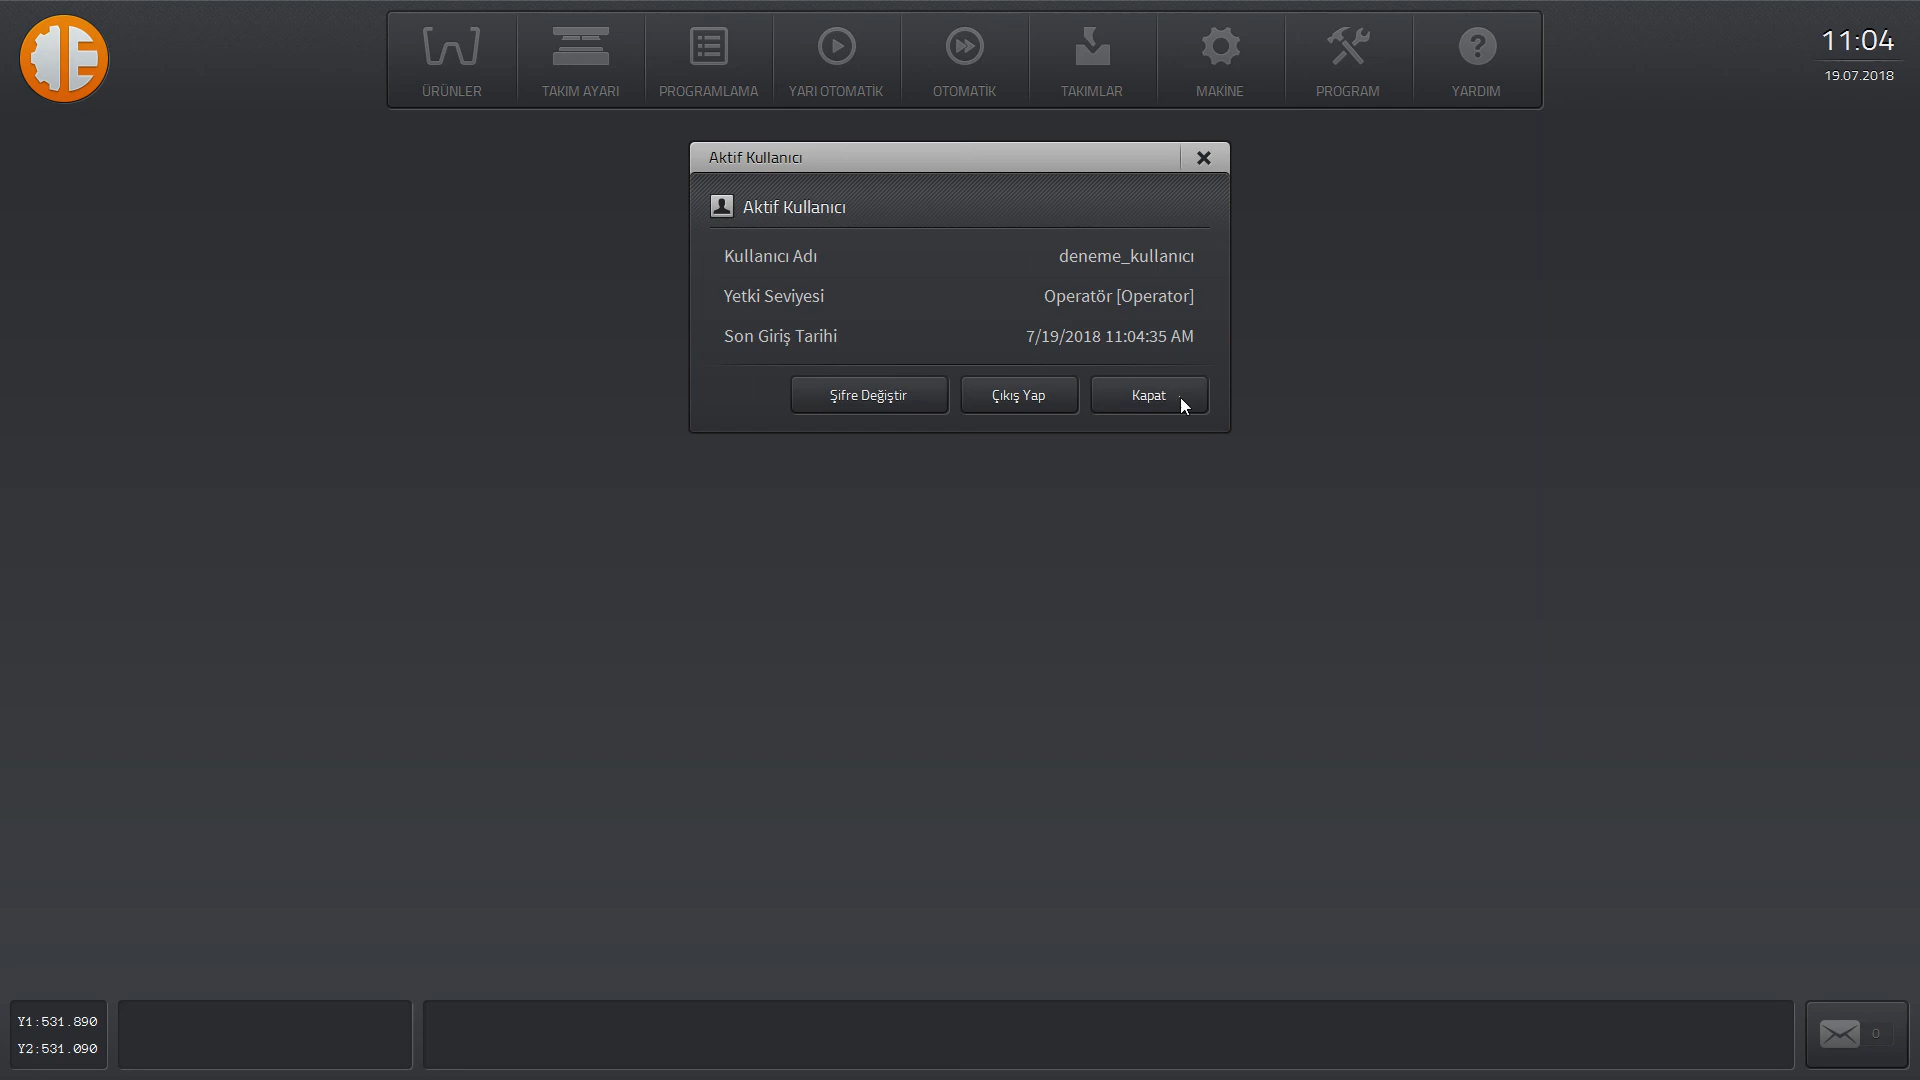 ÜRÜNLER TAKIM AYARI PROGRAMLAMA YARI OTOMATİK OTOMATİK TAKIMLAR MAKİNE PROGRAM YARDIM
11:04
19.07.2018
Aktif Kullanıcı
Aktif Kullanıcı
Kullanıcı Adı deneme_kullanıcı
Yetki Seviyesi Operatör [Operator]
Son Giriş Tarihi 7/19/2018 11:04:35 AM
Şifre Değiştir Çıkış Yap Kapat
Y1:531.890
Y2:531.090
0